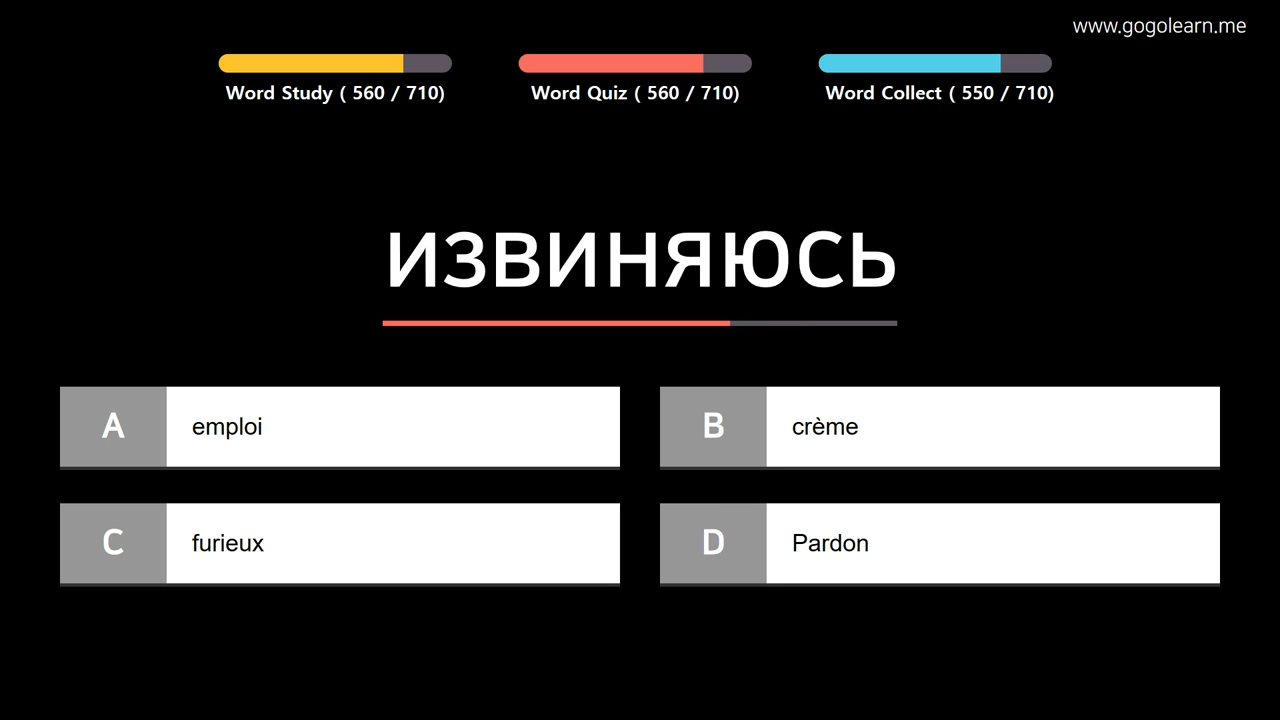 www.gogolearn.me
Word Study ( 560 / 710)
Word Quiz ( 560 / 710)
Word Collect ( 550 / 710)
ИЗВИНЯЮСЬ
A emploi
B crème
C furieux
D Pardon